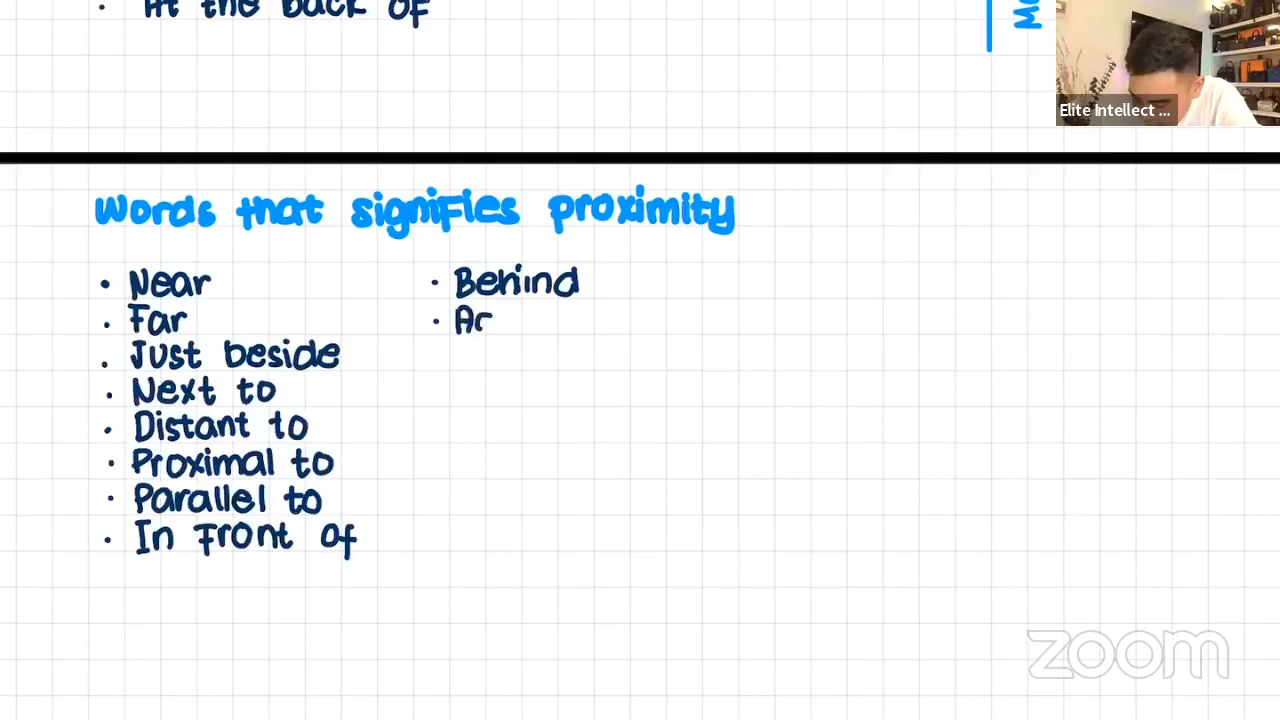 At the back of
Elite Intellect ...
Words that signifies proximity
• Near
• Far
• Just beside
• Next to
• Distant to
• Proximal to
• Parallel to
• In Front of
• Behind
• Ar
zoom